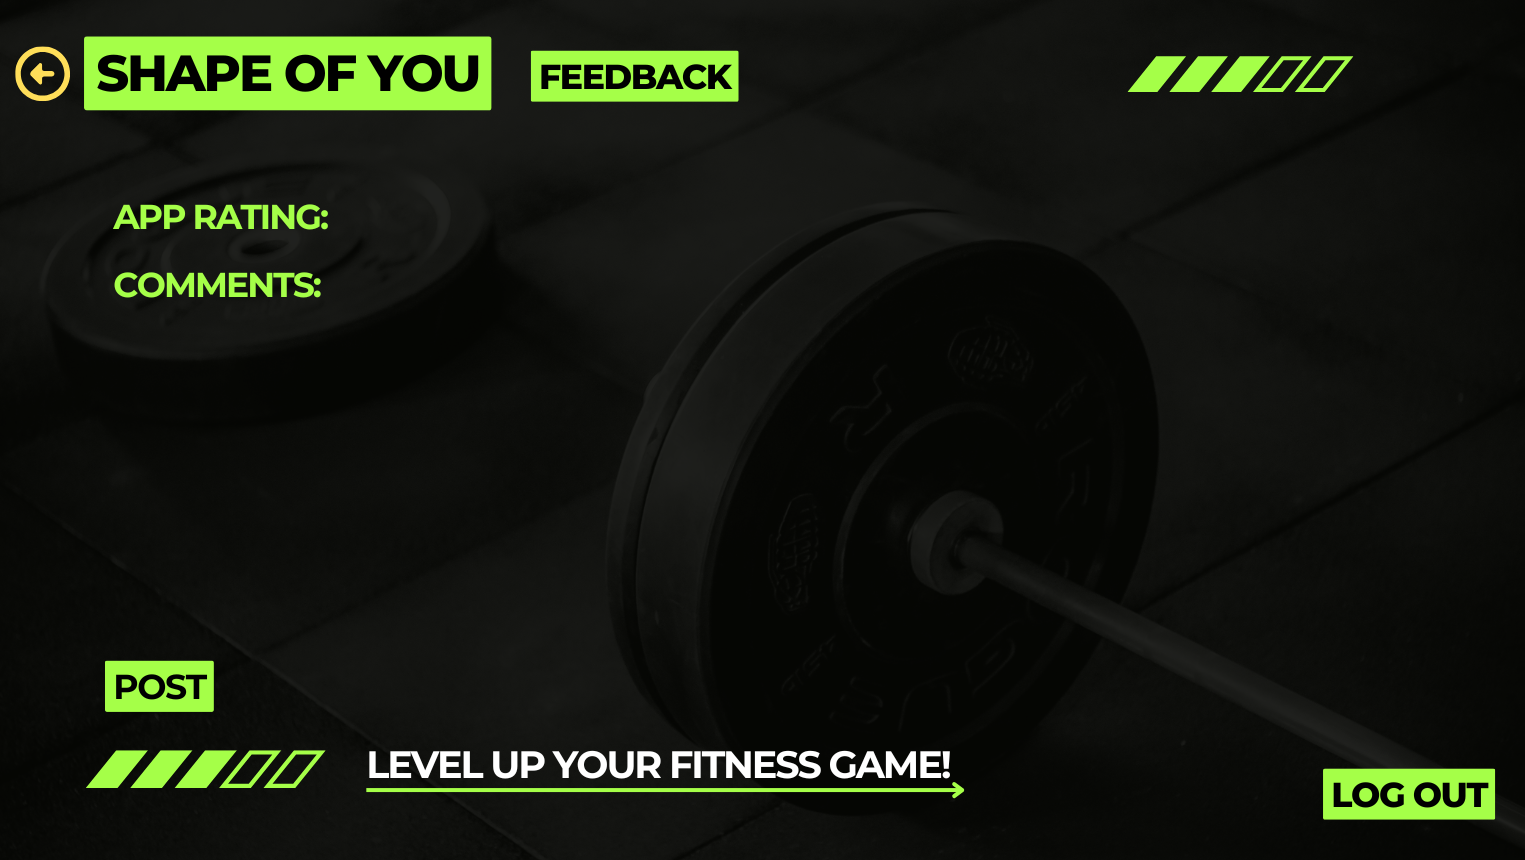 SHAPE OF YOU
FEEDBACK
APP RATING:
COMMENTS:
POST
LEVEL UP YOUR FITNESS GAME!
LOG OUT